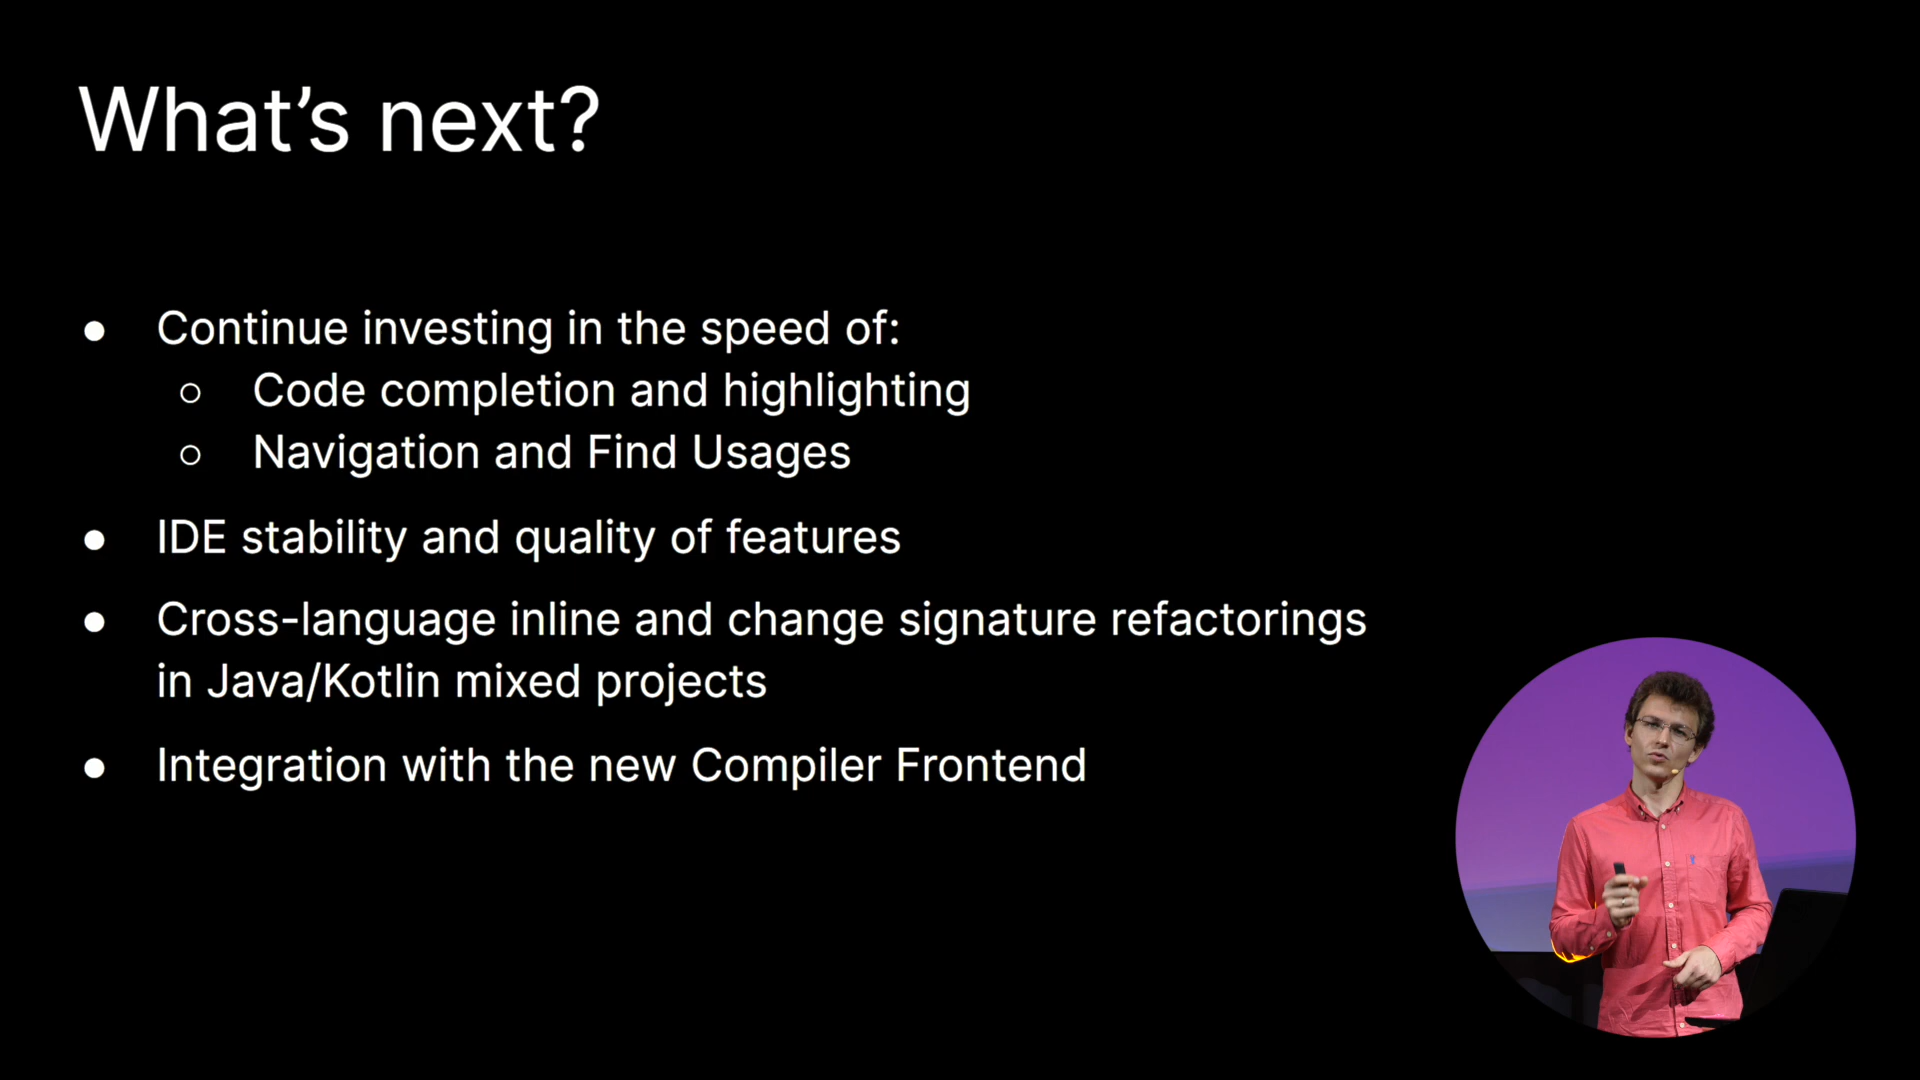 What’s next?
● Continue investing in the speed of:
○ Code completion and highlighting
○ Navigation and Find Usages
● IDE stability and quality of features
● Cross-language inline and change signature refactorings
in Java/Kotlin mixed projects
● Integration with the new Compiler Frontend